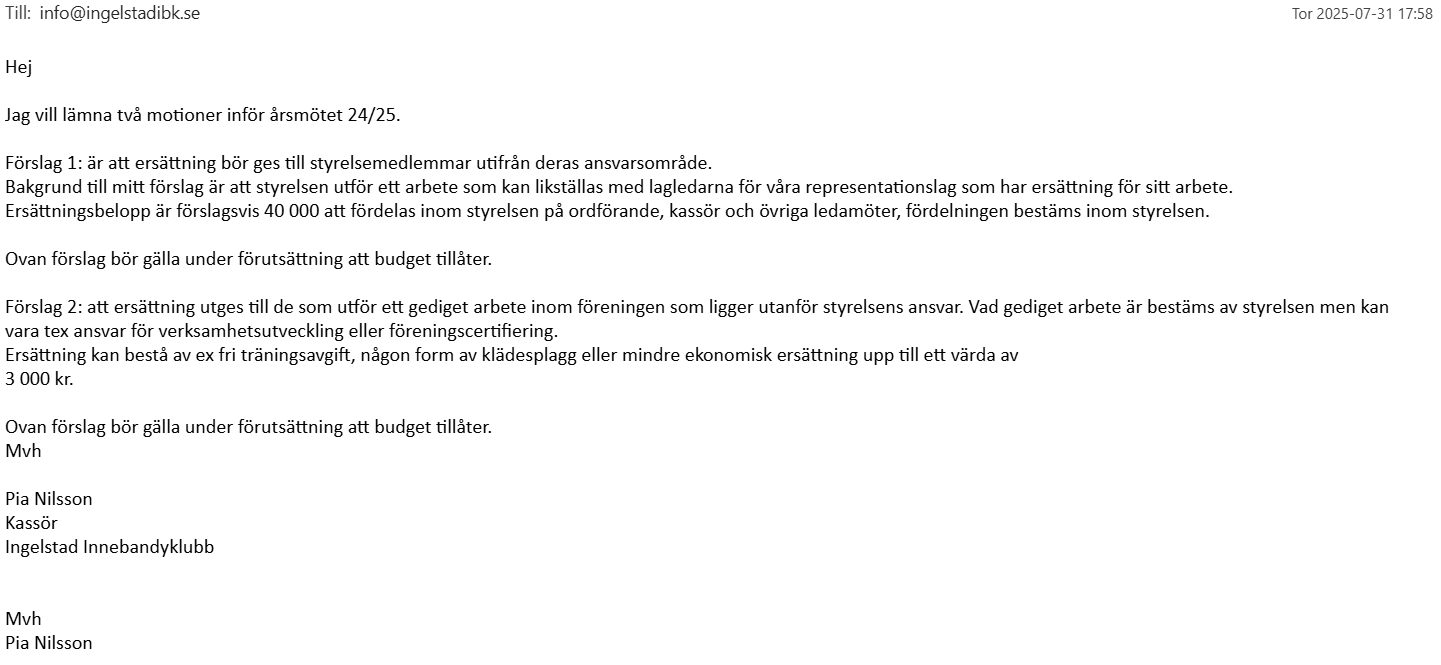 Till: info@ingelstadibk.se
Tor 2025-07-31 17:58
Hej
Jag vill lämna två motioner inför årsmötet 24/25.
Förslag 1: är att ersättning bör ges till styrelsemedlemmar utifrån deras ansvarsområde.
Bakgrund till mitt förslag är att styrelsen utför ett arbete som kan likställas med lagledarna för våra representationslag som har ersättning för sitt arbete.
Ersättningsbelopp är förslagsvis 40 000 att fördelas inom styrelsen på ordförande, kassör och övriga ledamöter, fördelningen bestäms inom styrelsen.
Ovan förslag bör gälla under förutsättning att budget tillåter.
Förslag 2: att ersättning utges till de som utför ett gediget arbete inom föreningen som ligger utanför styrelsens ansvar. Vad gediget arbete är bestäms av styrelsen men kan
vara tex ansvar för verksamhetsutveckling eller föreningscertifiering.
Ersättning kan bestå av ex fri träningsavgift, någon form av klädesplagg eller mindre ekonomisk ersättning upp till ett värda av
3 000 kr.
Ovan förslag bör gälla under förutsättning att budget tillåter.
Mvh
Pia Nilsson
Kassör
Ingelstad Innebandyklubb
Mvh
Pia Nilsson